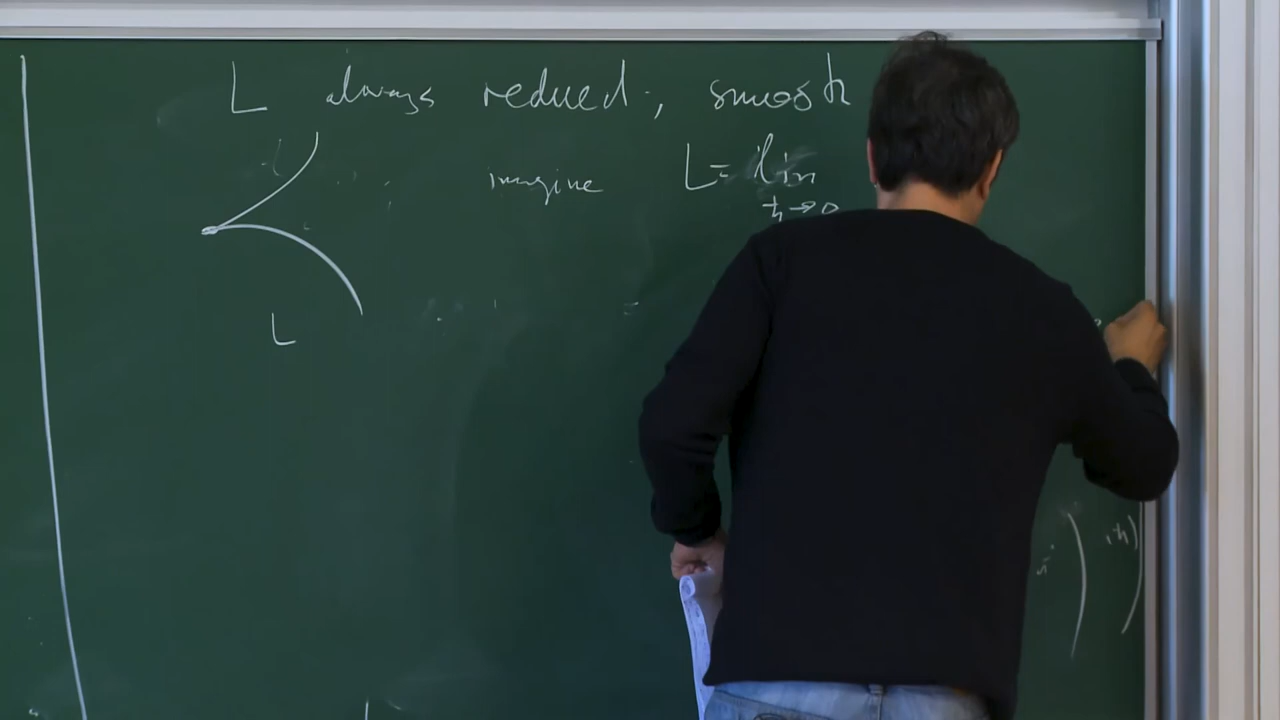 L always reduced, smooth
imagine L = lim
ħ→0
L